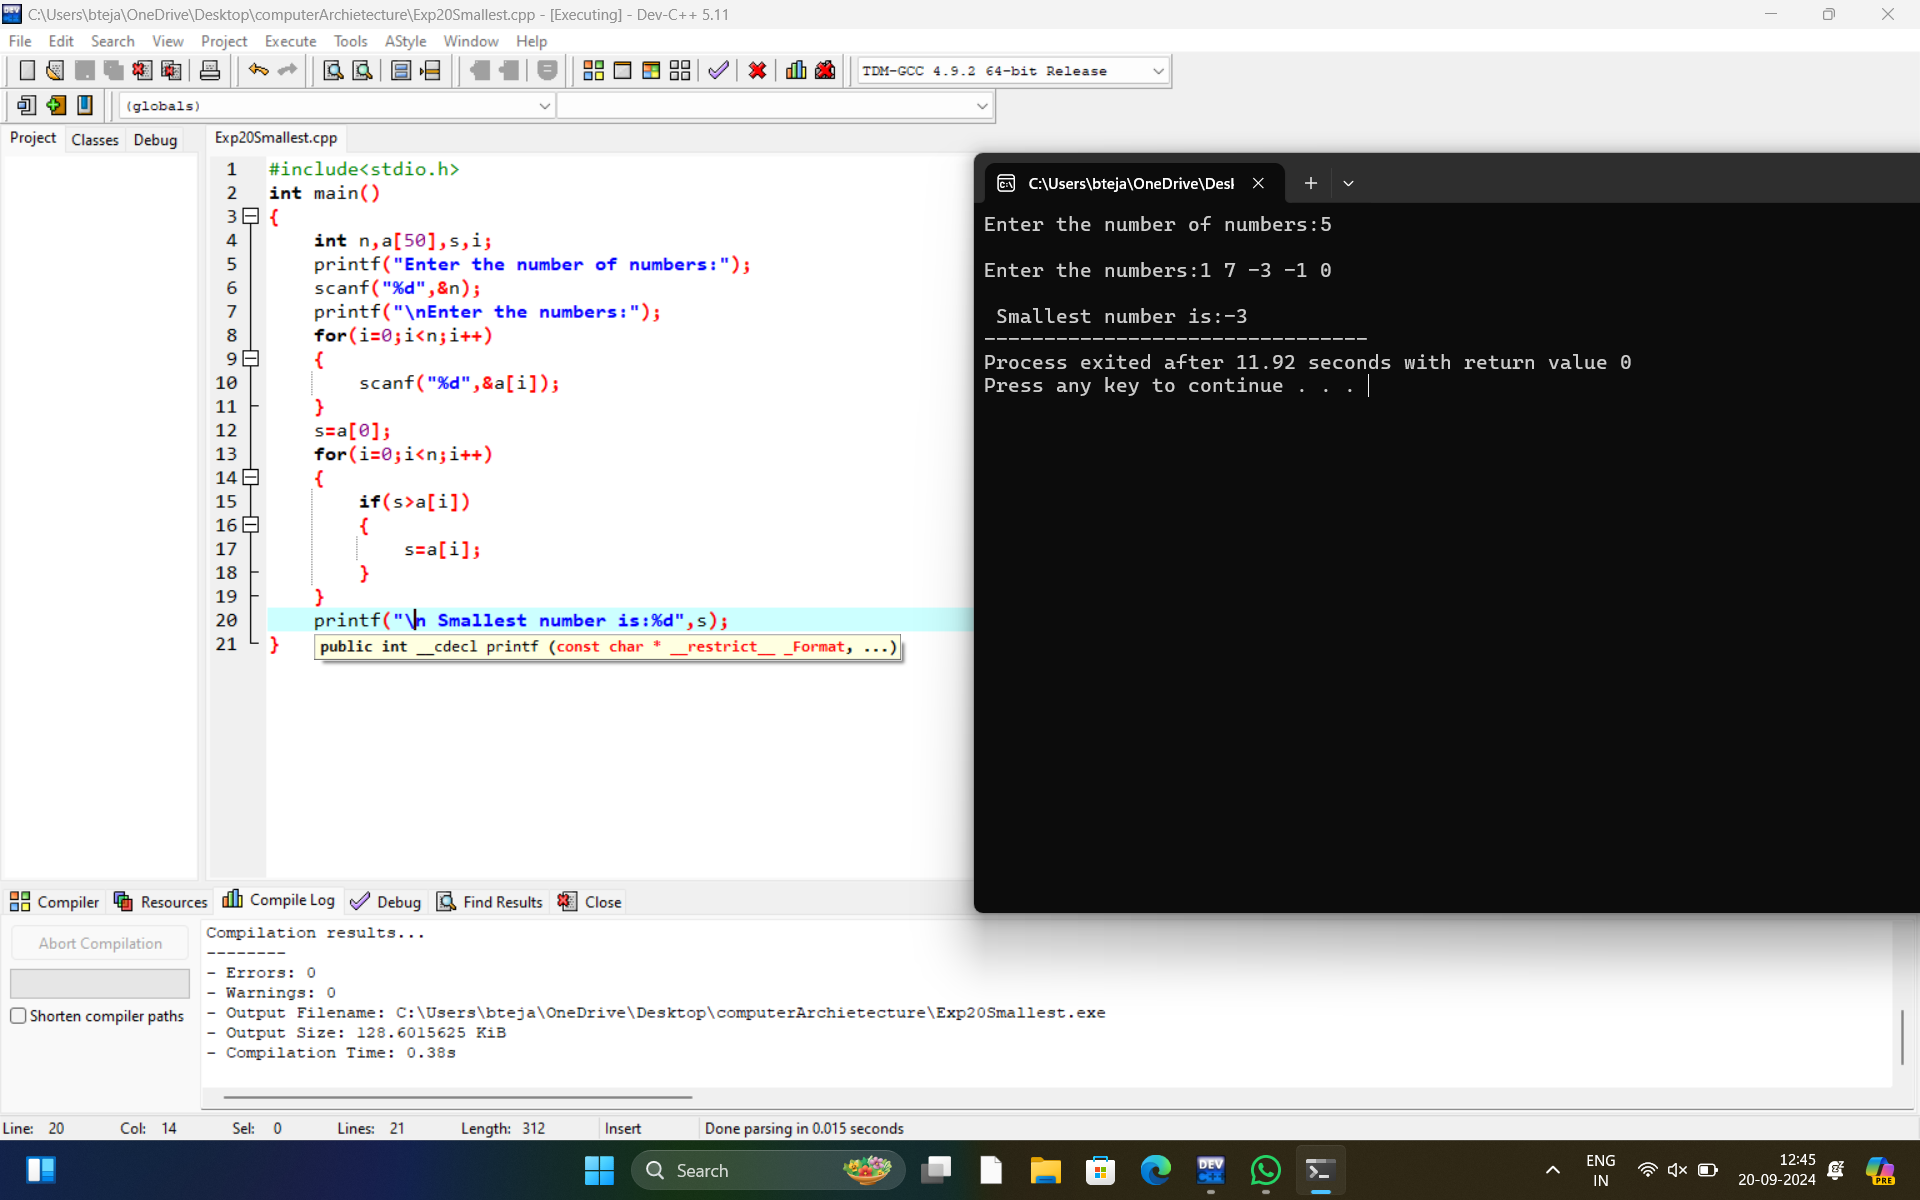 C:\Users\bteja\OneDrive\Desktop\computerArchietecture\Exp20Smallest.cpp - [Executing] - Dev-C++ 5.11
File Edit Search View Project Execute Tools AStyle Window Help
TDM-GCC 4.9.2 64-bit Release
(globals)
Project Classes Debug Exp20Smallest.cpp
1 #include<stdio.h>
2 int main()
3 {
4 int n,a[50],s,i;
5 printf("Enter the number of numbers:");
6 scanf("%d",&n);
7 printf("\nEnter the numbers:");
8 for(i=0;i<n;i++)
9 {
10 scanf("%d",&a[i]);
11 }
12 s=a[0];
13 for(i=0;i<n;i++)
14 {
15 if(s>a[i])
16 {
17 s=a[i];
18 }
19 }
20 printf("\n Smallest number is:%d",s);
21 }
public int __cdecl printf (const char * __restrict__ _Format, ...)
C:\Users\bteja\OneDrive\Desl
Enter the number of numbers:5
Enter the numbers:1 7 -3 -1 0
Smallest number is:-3
--------------------------------
Process exited after 11.92 seconds with return value 0
Press any key to continue . . .
Compiler Resources Compile Log Debug Find Results Close
Abort Compilation
Shorten compiler paths
Compilation results...
--------
- Errors: 0
- Warnings: 0
- Output Filename: C:\Users\bteja\OneDrive\Desktop\computerArchietecture\Exp20Smallest.exe
- Output Size: 128.6015625 KiB
- Compilation Time: 0.38s
Line: 20 Col: 14 Sel: 0 Lines: 21 Length: 312 Insert Done parsing in 0.015 seconds
Search
DEV C++
ENG
IN
12:45
20-09-2024
PRE